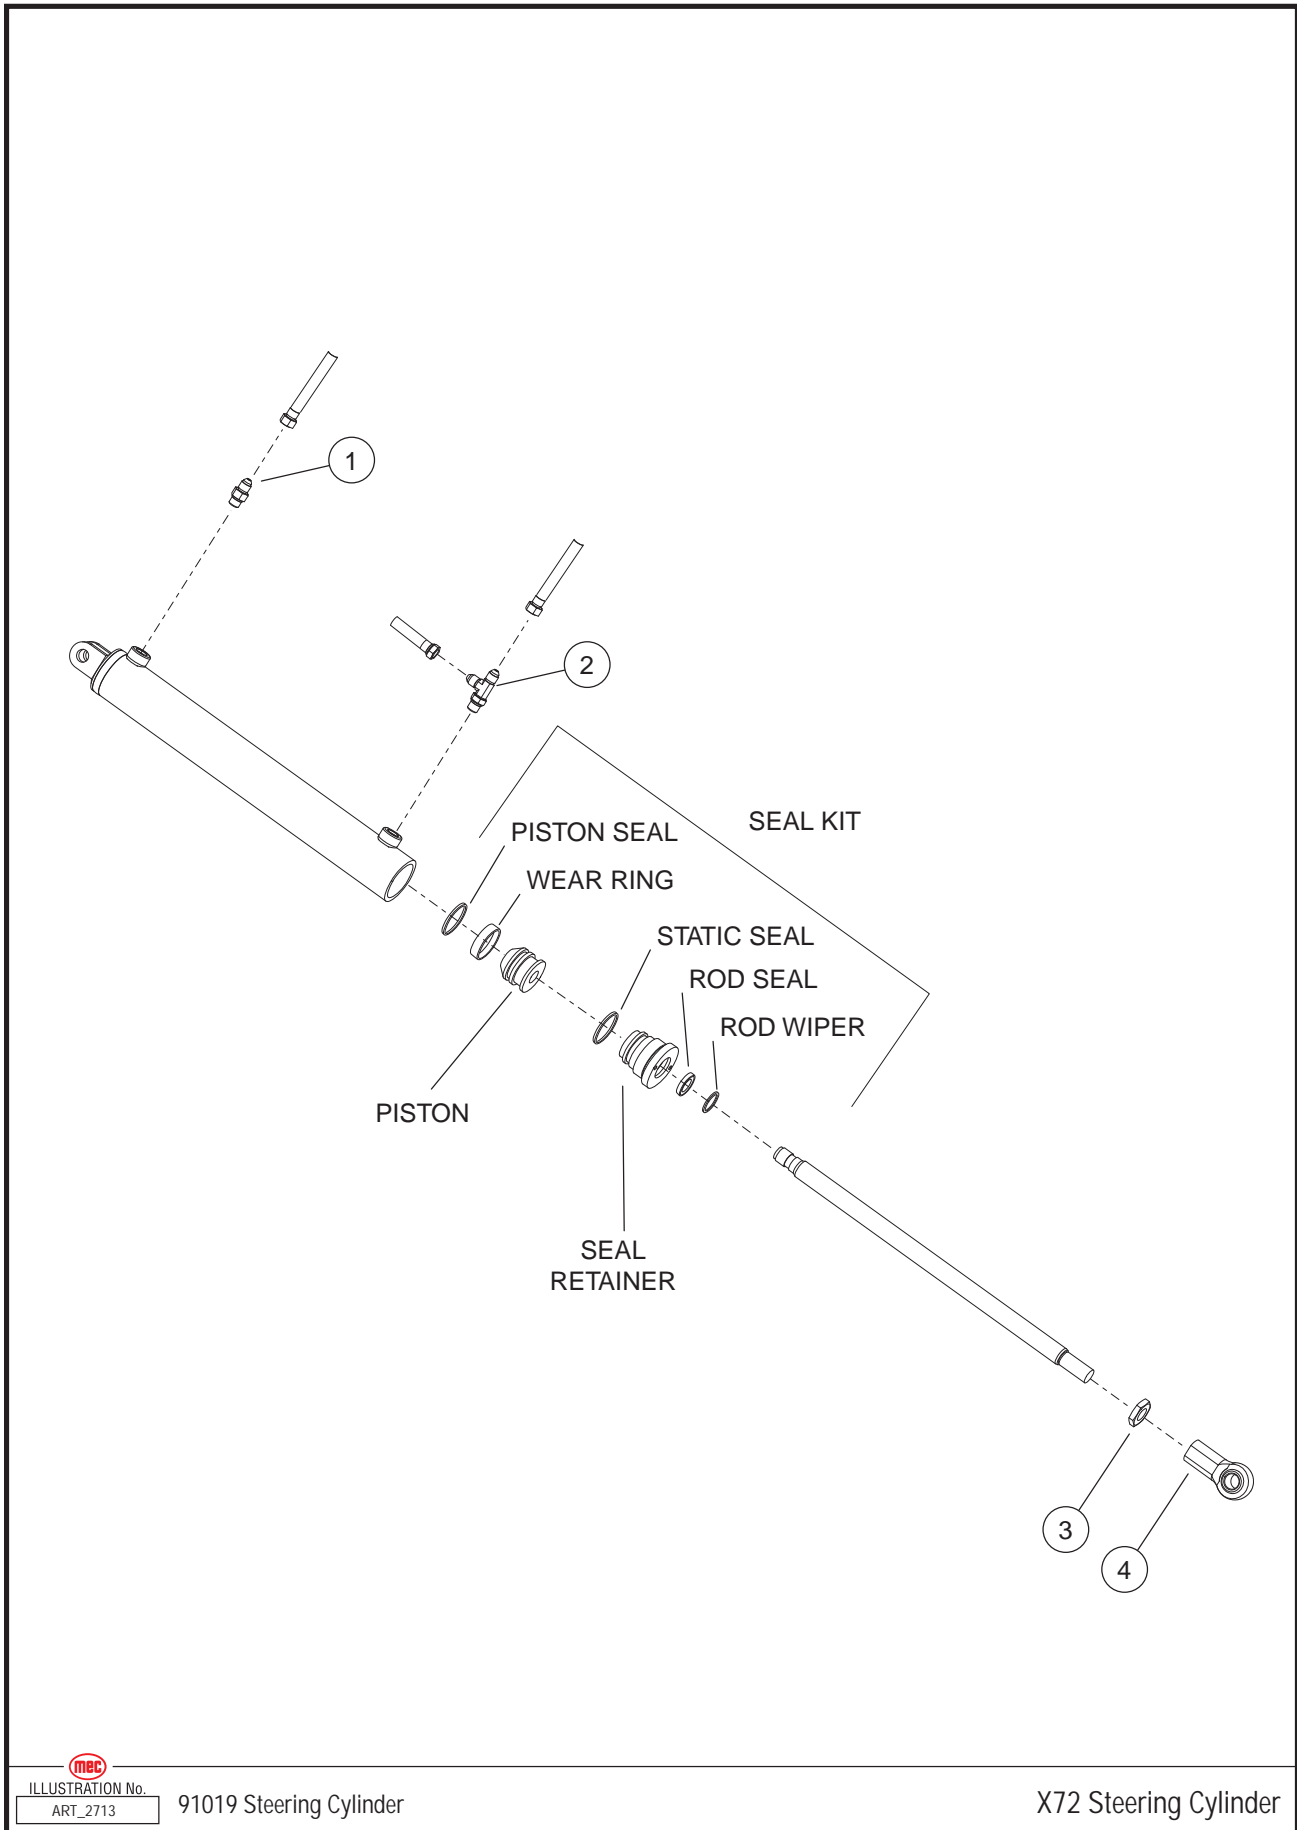 1
2
SEAL KIT
PISTON SEAL
WEAR RING
STATIC SEAL
ROD SEAL
ROD WIPER
PISTON
SEAL
RETAINER
3
4
mec
ILLUSTRATION No.
ART_2713
91019 Steering Cylinder
X72 Steering Cylinder